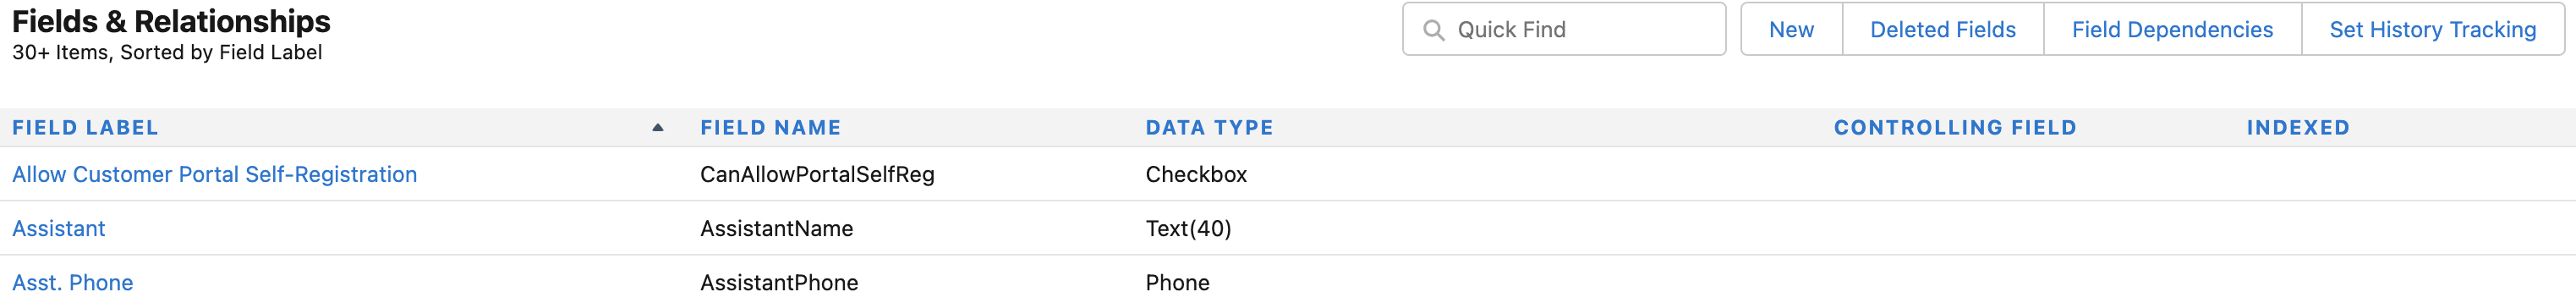 Fields & Relationships
30+ Items, Sorted by Field Label
Quick Find
New
Deleted Fields
Field Dependencies
Set History Tracking
FIELD LABEL FIELD NAME DATA TYPE CONTROLLING FIELD INDEXED
Allow Customer Portal Self-Registration CanAllowPortalSelfReg Checkbox
Assistant AssistantName Text(40)
Asst. Phone AssistantPhone Phone